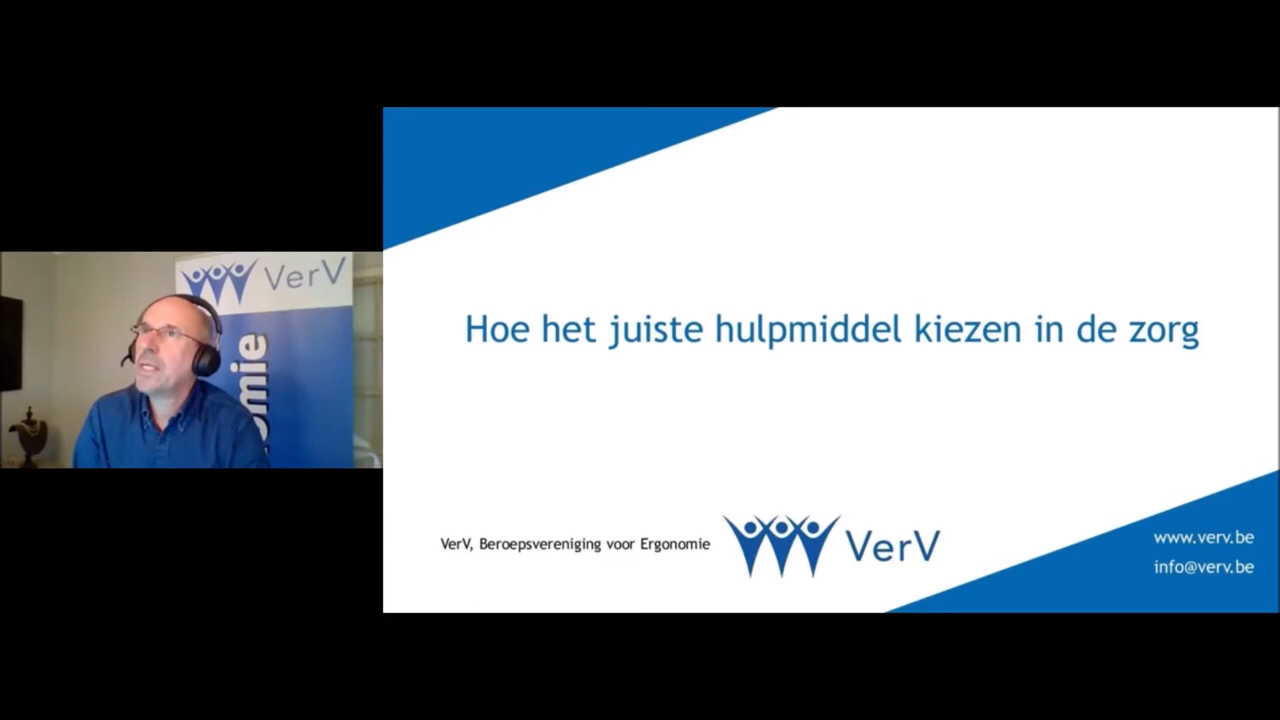 VerV
omie
Hoe het juiste hulpmiddel kiezen in de zorg
VerV, Beroepsvereniging voor Ergonomie
VerV
www.verv.be
info@verv.be